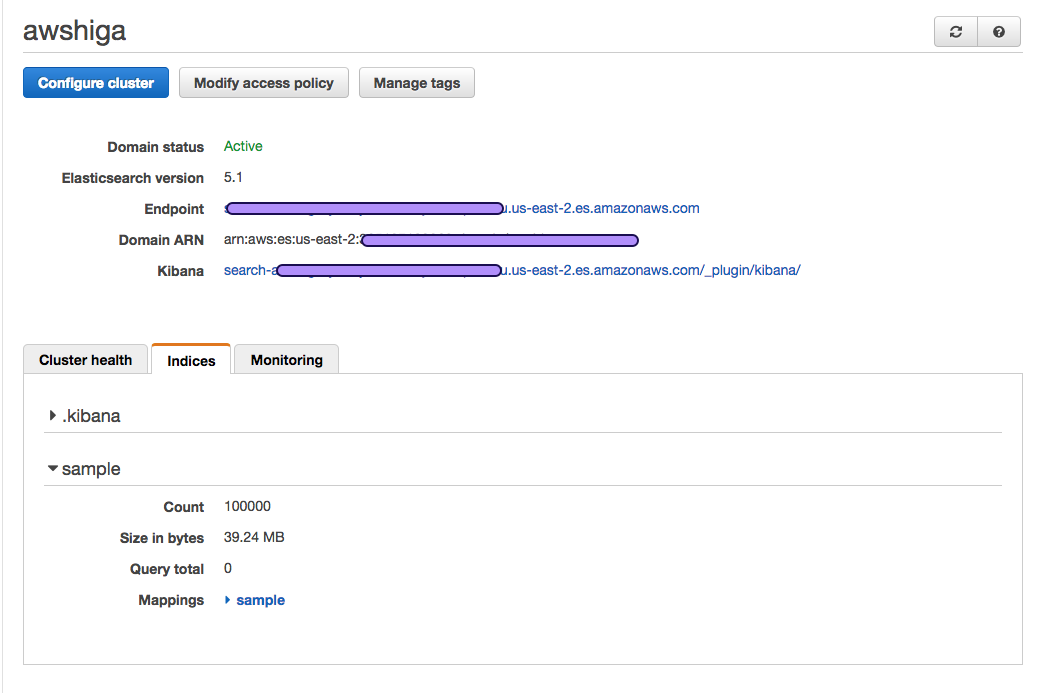 awshiga
Configure cluster Modify access policy Manage tags
Domain status Active
Elasticsearch version 5.1
Endpoint u.us-east-2.es.amazonaws.com
Domain ARN arn:aws:es:us-east-2:
Kibana search-a u.us-east-2.es.amazonaws.com/_plugin/kibana/
Cluster health Indices Monitoring
.kibana
sample
Count 100000
Size in bytes 39.24 MB
Query total 0
Mappings sample